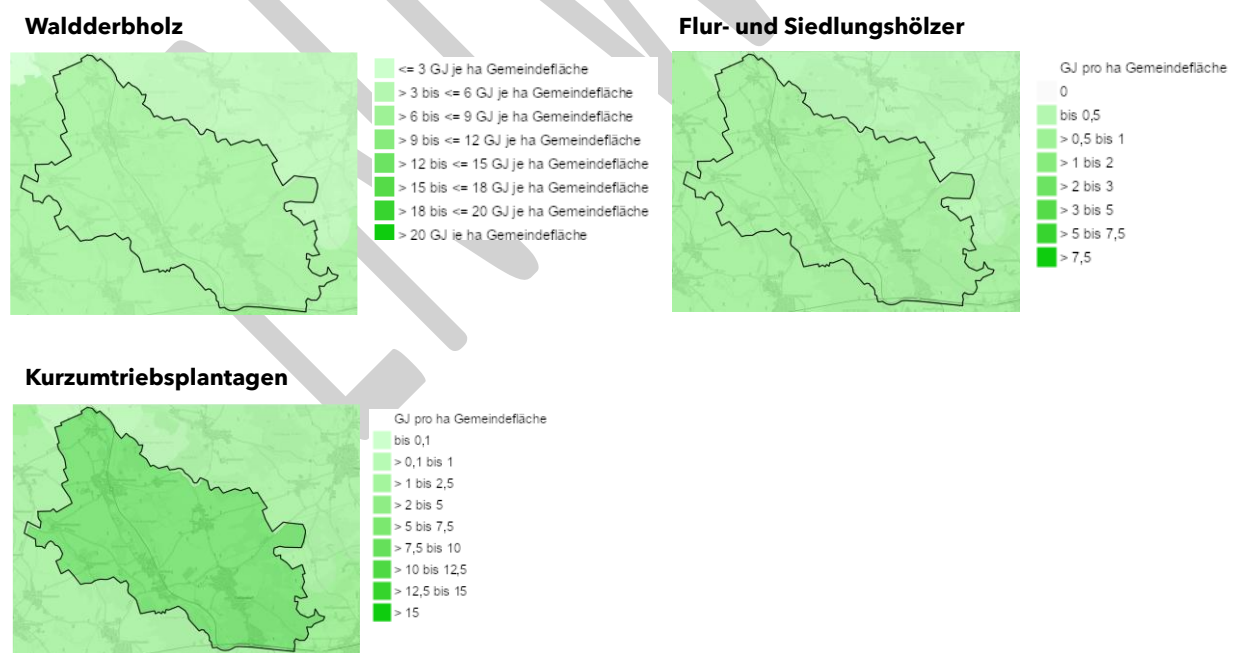 Waldderbholz
<= 3 GJ je ha Gemeindefläche
> 3 bis <= 6 GJ je ha Gemeindefläche
> 6 bis <= 9 GJ je ha Gemeindefläche
> 9 bis <= 12 GJ je ha Gemeindefläche
> 12 bis <= 15 GJ je ha Gemeindefläche
> 15 bis <= 18 GJ je ha Gemeindefläche
> 18 bis <= 20 GJ je ha Gemeindefläche
> 20 GJ je ha Gemeindefläche
Flur- und Siedlungshölzer
GJ pro ha Gemeindefläche
0
bis 0,5
> 0,5 bis 1
> 1 bis 2
> 2 bis 3
> 3 bis 5
> 5 bis 7,5
> 7,5
Kurzumtriebsplantagen
GJ pro ha Gemeindefläche
bis 0,1
> 0,1 bis 1
> 1 bis 2,5
> 2 bis 5
> 5 bis 7,5
> 7,5 bis 10
> 10 bis 12,5
> 12,5 bis 15
> 15